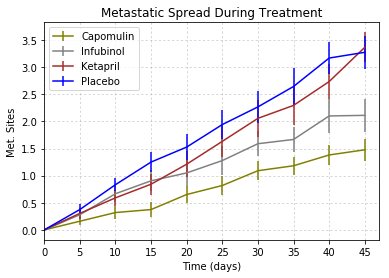 Metastatic Spread During Treatment
Capomulin
Infubinol
Ketapril
Placebo
Met. Sites
3.5
3.0
2.5
2.0
1.5
1.0
0.5
0.0
0 5 10 15 20 25 30 35 40 45
Time (days)